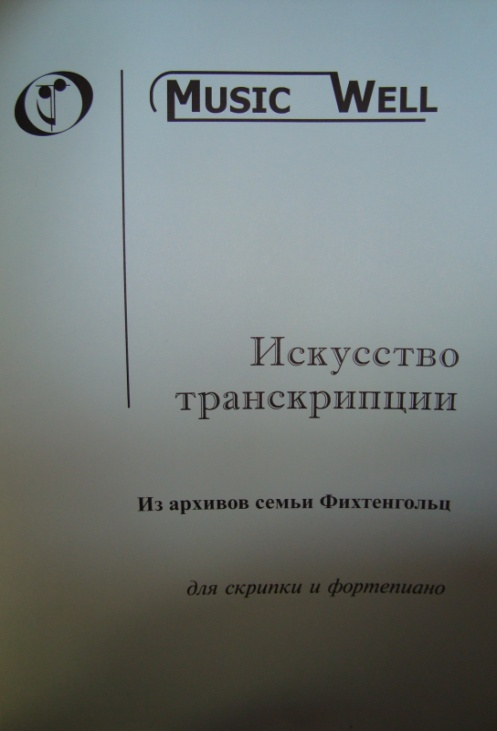 MUSIC WELL
Искусство
транскрипции
Из архивов семьи Фихтенгольц
для скрипки и фортепиано